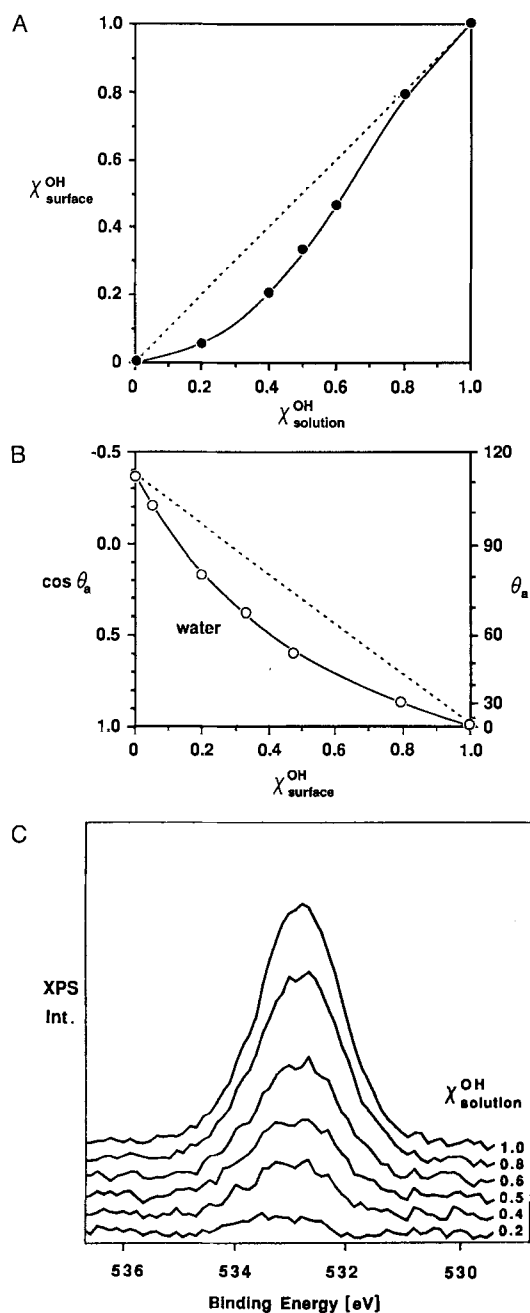 A
1.0
0.8
0.6
0.4
0.2
0
χ OH surface
0 0.2 0.4 0.6 0.8 1.0
χ OH solution
B
-0.5
0.0
0.5
1.0
cos θa
120
90
60
30
0
θa
water
0 0.2 0.4 0.6 0.8 1.0
χ OH surface
C
XPS
Int.
χ OH solution
1.0
0.8
0.6
0.5
0.4
0.2
536 534 532 530
Binding Energy [eV]